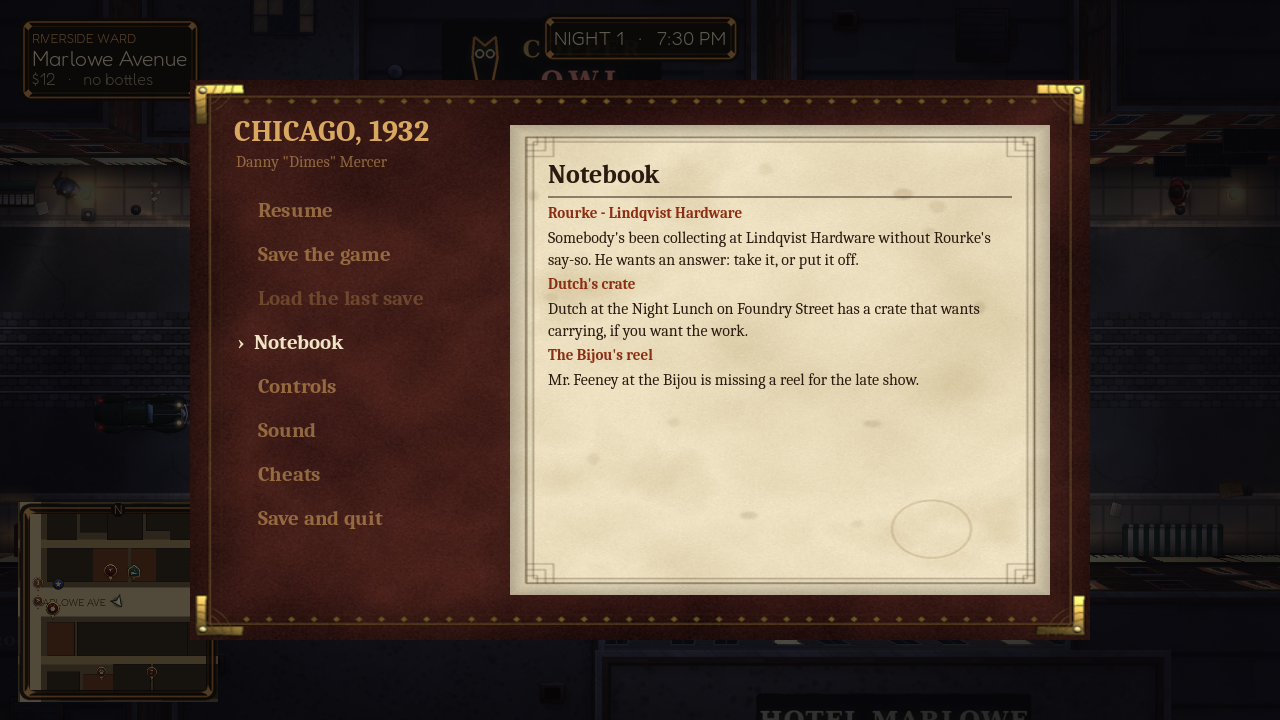 RIVERSIDE WARD
Marlowe Avenue
$12 · no bottles
NIGHT 1 · 7:30 PM
CHICAGO, 1932
Danny "Dimes" Mercer
Resume
Save the game
Load the last save
› Notebook
Controls
Sound
Cheats
Save and quit
Notebook
Rourke - Lindqvist Hardware
Somebody's been collecting at Lindqvist Hardware without Rourke's
say-so. He wants an answer: take it, or put it off.
Dutch's crate
Dutch at the Night Lunch on Foundry Street has a crate that wants
carrying, if you want the work.
The Bijou's reel
Mr. Feeney at the Bijou is missing a reel for the late show.
N
MARLOWE AVE
HOTEL MARLOWE